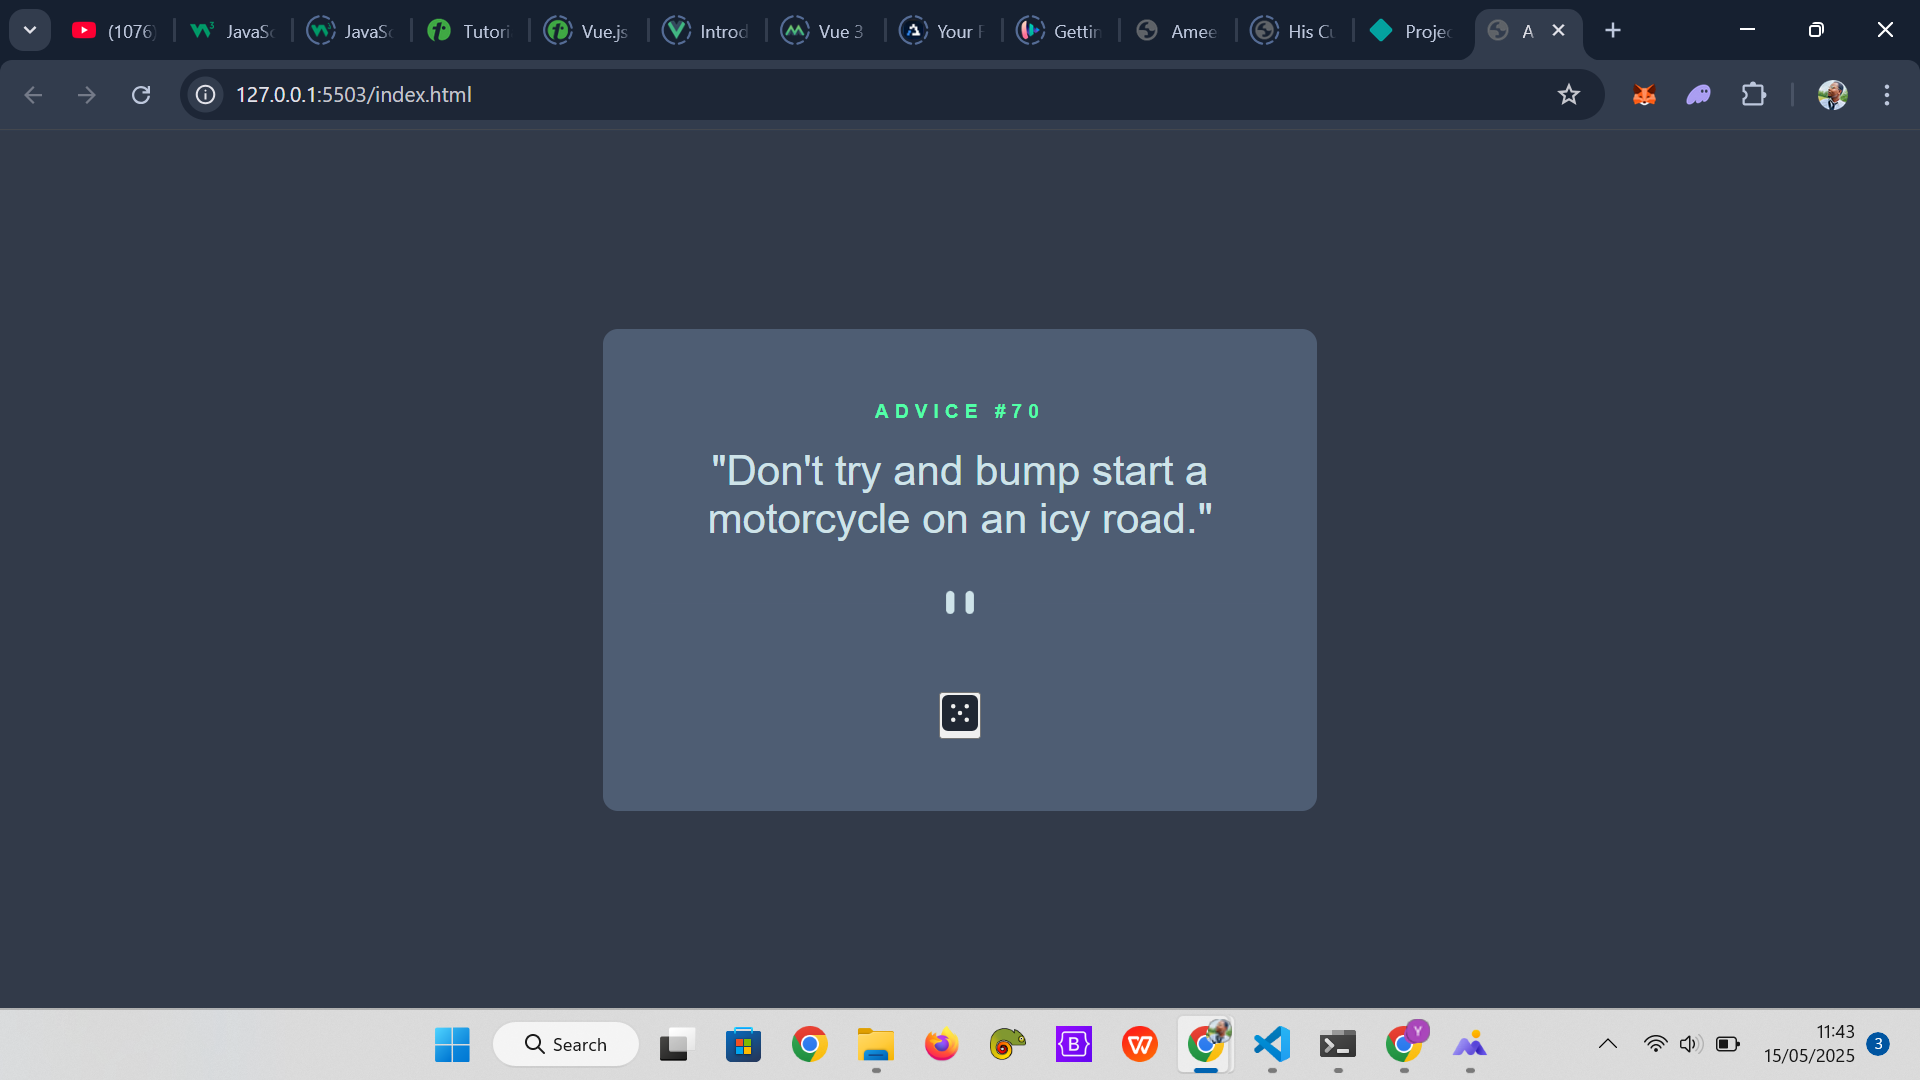 (1076)
JavaSc
JavaSc
Tutori
Vue.js
Introd
Vue 3
Your F
Gettin
Amee
His Cu
Projec
A
127.0.0.1:5503/index.html
ADVICE #70
"Don't try and bump start a
motorcycle on an icy road."
Search
Y
11:43
15/05/2025
3